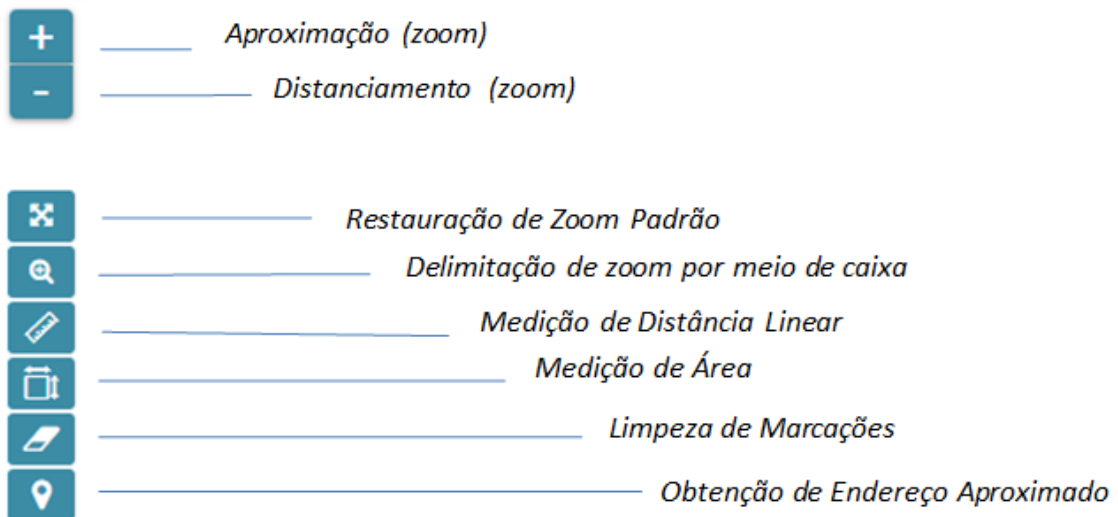 Aproximação (zoom)
Distanciamento (zoom)
Restauração de Zoom Padrão
Delimitação de zoom por meio de caixa
Medição de Distância Linear
Medição de Área
Limpeza de Marcações
Obtenção de Endereço Aproximado